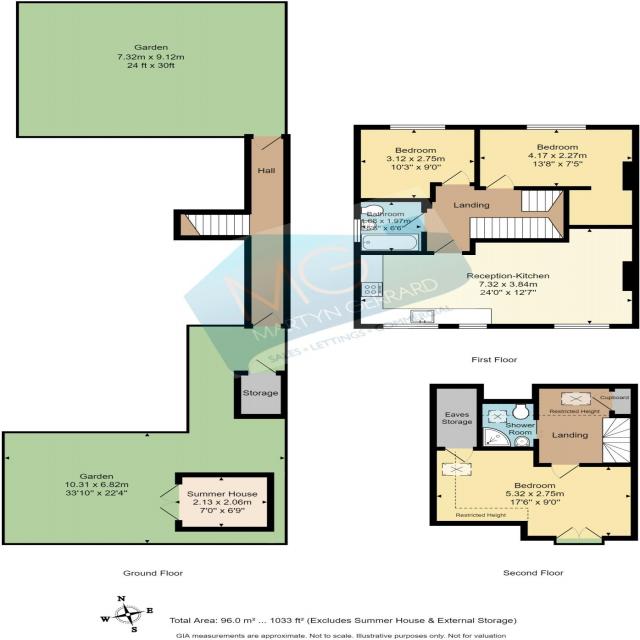 Garden
7.32m x 9.12m
24 ft x 30ft
Hall
Bedroom
3.12 x 2.75m
10'3" x 9'0"
Bedroom
4.17 x 2.27m
13'8" x 7'5"
Landing
Bathroom
1.68 x 1.97m
5'6" x 6'6"
Reception-Kitchen
7.32 x 3.84m
24'0" x 12'7"
MG
MARTYN GERRARD
SALES • LETTINGS • COMMERCIAL
First Floor
Storage
Garden
10.31 x 6.82m
33'10" x 22'4"
Summer House
2.13 x 2.06m
7'0" x 6'9"
Ground Floor
Eaves
Storage
Shower
Room
Restricted Height
Cupboard
Landing
Bedroom
5.32 x 2.75m
17'6" x 9'0"
Restricted Height
Second Floor
N
W
E
S
Total Area: 96.0 m² ... 1033 ft² (Excludes Summer House & External Storage)
GIA measurements are approximate. Not to scale. Illustrative purposes only. Not for valuation